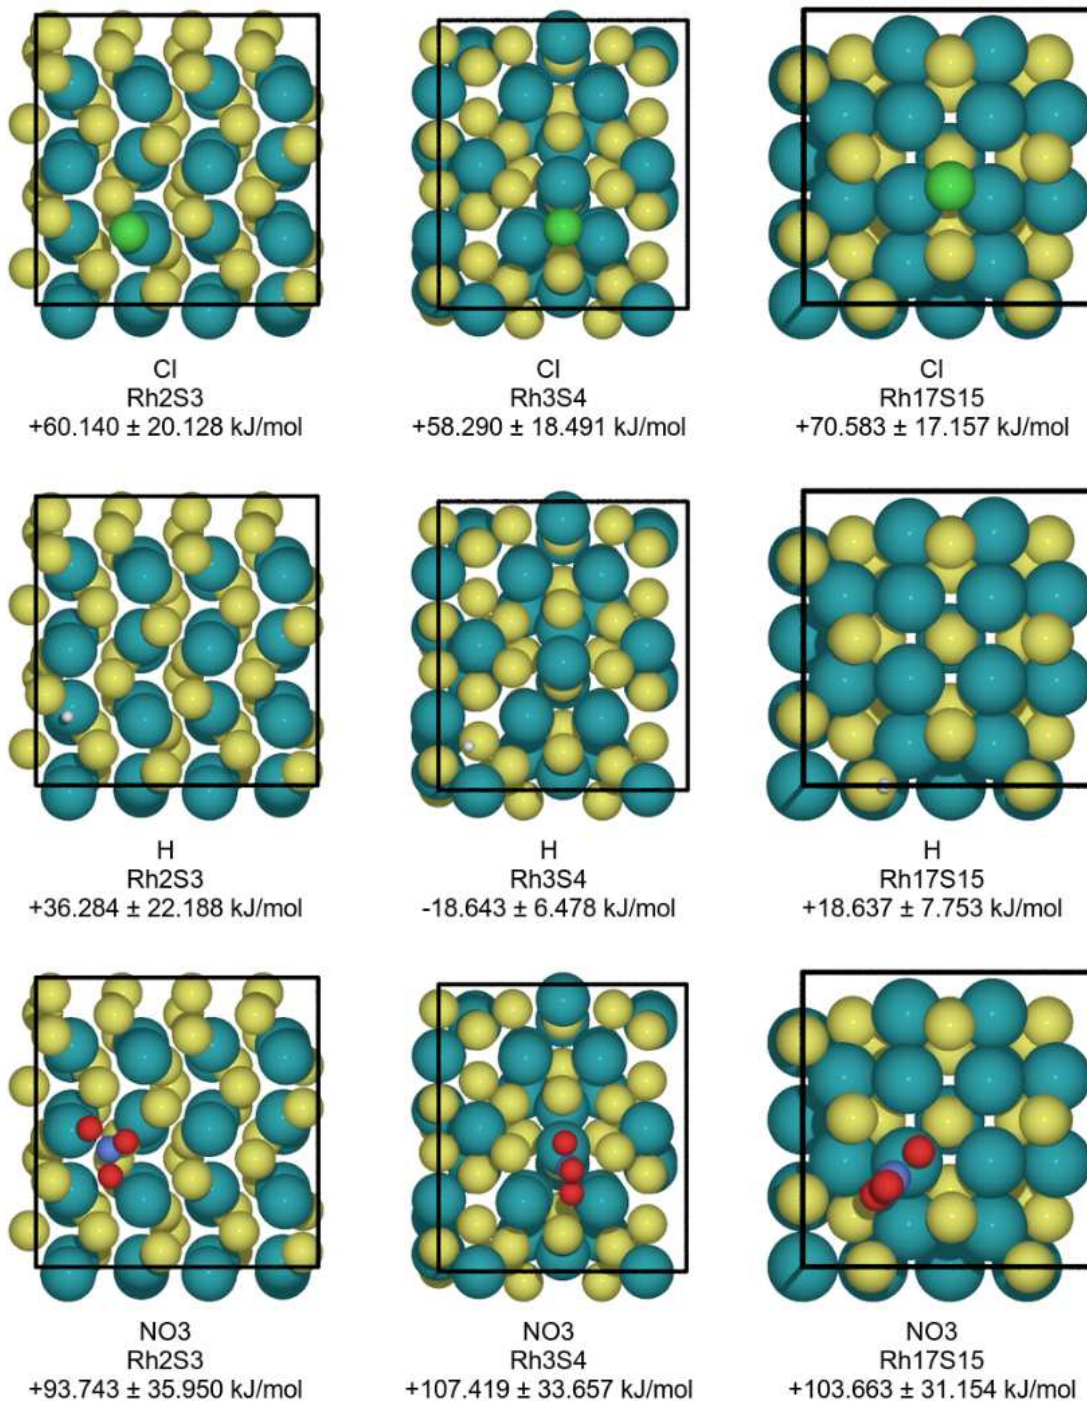 Cl
Rh2S3
+60.140 ± 20.128 kJ/mol
Cl
Rh3S4
+58.290 ± 18.491 kJ/mol
Cl
Rh17S15
+70.583 ± 17.157 kJ/mol
H
Rh2S3
+36.284 ± 22.188 kJ/mol
H
Rh3S4
-18.643 ± 6.478 kJ/mol
H
Rh17S15
+18.637 ± 7.753 kJ/mol
NO3
Rh2S3
+93.743 ± 35.950 kJ/mol
NO3
Rh3S4
+107.419 ± 33.657 kJ/mol
NO3
Rh17S15
+103.663 ± 31.154 kJ/mol